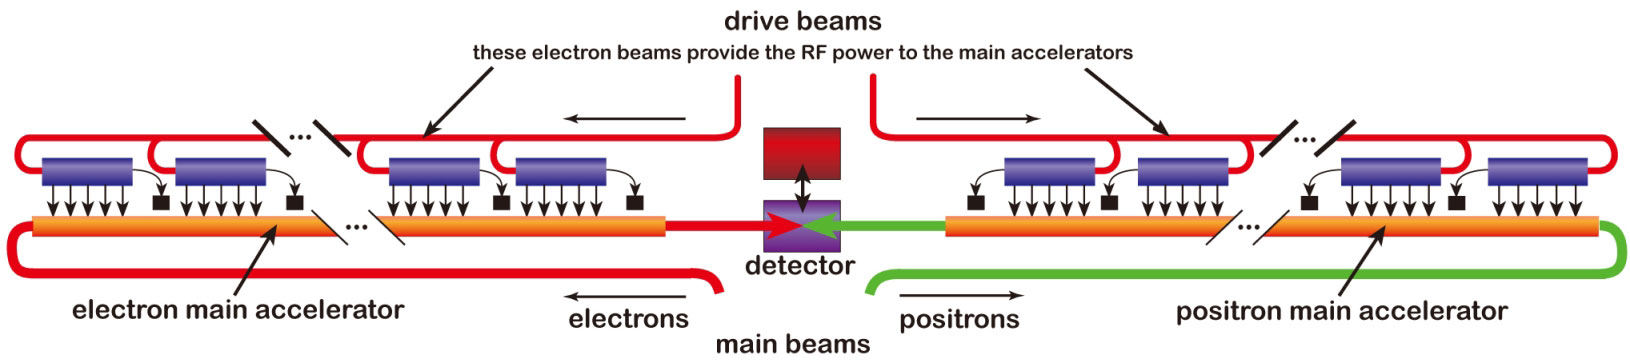 drive beams
these electron beams provide the RF power to the main accelerators
...
...
...
...
detector
electron main accelerator
positron main accelerator
electrons
positrons
main beams